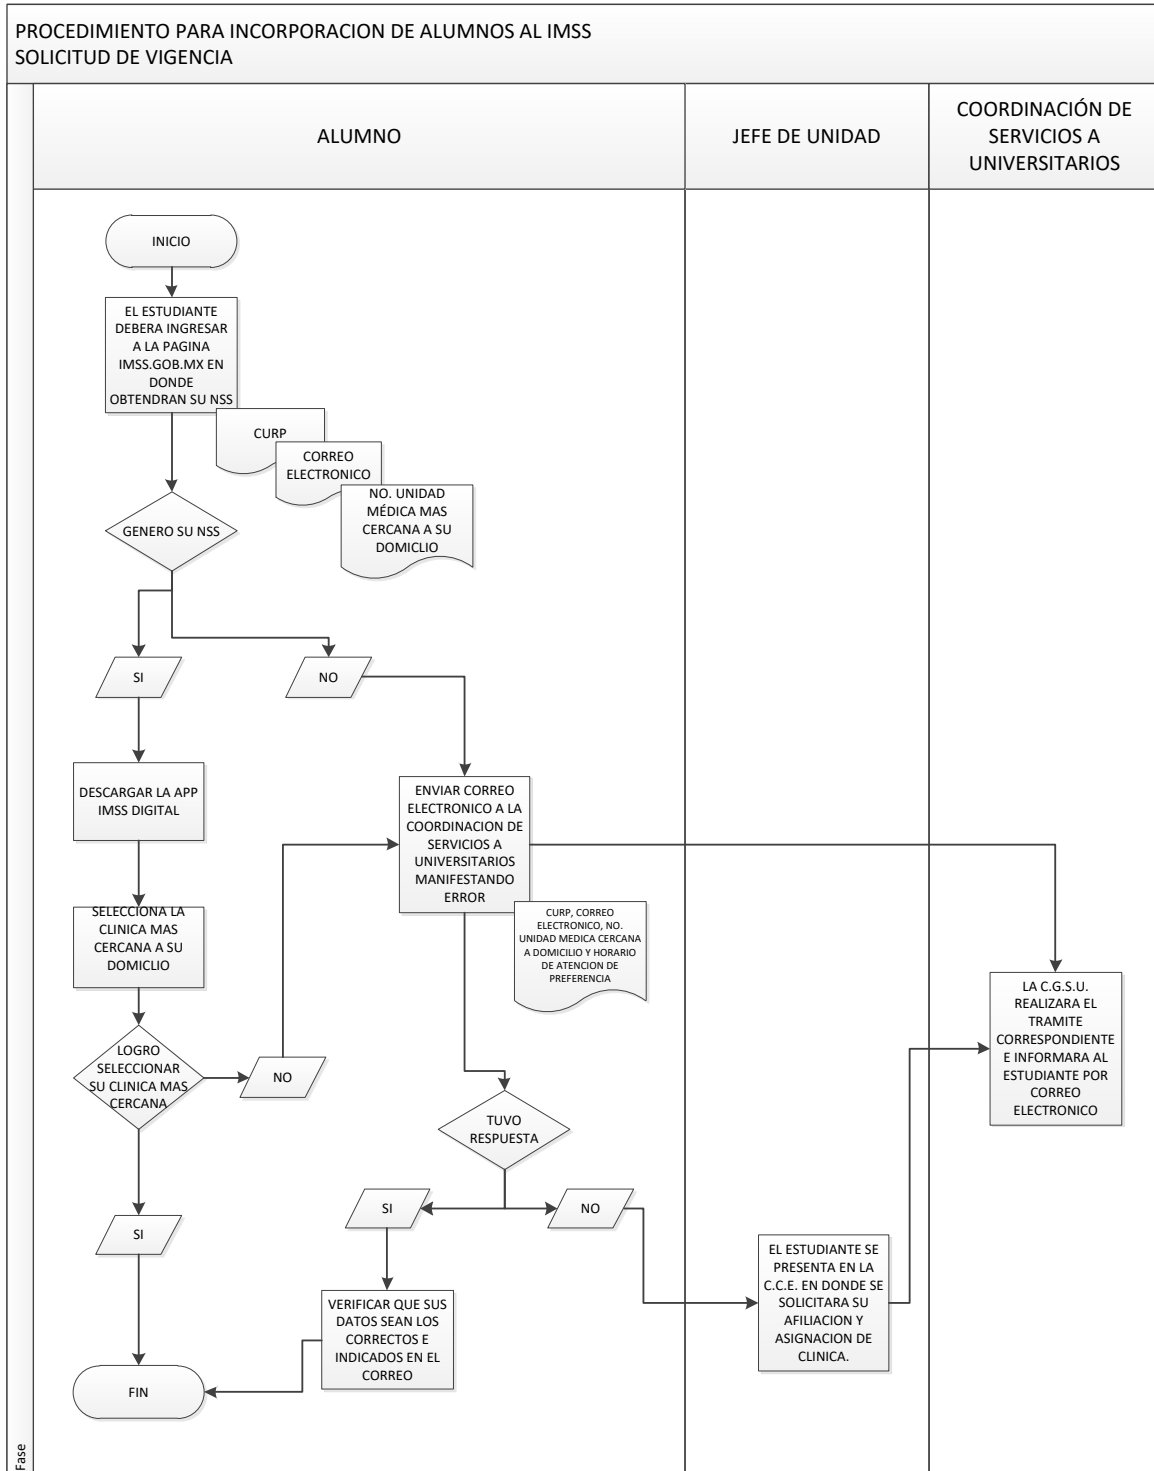 PROCEDIMIENTO PARA INCORPORACION DE ALUMNOS AL IMSS
SOLICITUD DE VIGENCIA
ALUMNO
JEFE DE UNIDAD
COORDINACIÓN DE
SERVICIOS A
UNIVERSITARIOS
INICIO
EL ESTUDIANTE
DEBERA INGRESAR
A LA PAGINA
IMSS.GOB.MX EN
DONDE
OBTENDRAN SU NSS
CURP
CORREO
ELECTRONICO
NO. UNIDAD
MÉDICA MAS
CERCANA A SU
DOMICLIO
GENERO SU NSS
SI
NO
DESCARGAR LA APP
IMSS DIGITAL
ENVIAR CORREO
ELECTRONICO A LA
COORDINACION DE
SERVICIOS A
UNIVERSITARIOS
MANIFESTANDO
ERROR
CURP, CORREO
ELECTRONICO, NO.
UNIDAD MEDICA CERCANA
A DOMICILIO Y HORARIO
DE ATENCION DE
PREFERENCIA
SELECCIONA LA
CLINICA MAS
CERCANA A SU
DOMICLIO
LOGRO
SELECCIONAR
SU CLINICA MAS
CERCANA
NO
LA C.G.S.U.
REALIZARA EL
TRAMITE
CORRESPONDIENTE
E INFORMARA AL
ESTUDIANTE POR
CORREO
ELECTRONICO
TUVO
RESPUESTA
SI
NO
SI
EL ESTUDIANTE SE
PRESENTA EN LA
C.C.E. EN DONDE SE
SOLICITARA SU
AFILIACION Y
ASIGNACION DE
CLINICA.
VERIFICAR QUE SUS
DATOS SEAN LOS
CORRECTOS E
INDICADOS EN EL
CORREO
FIN
Fase